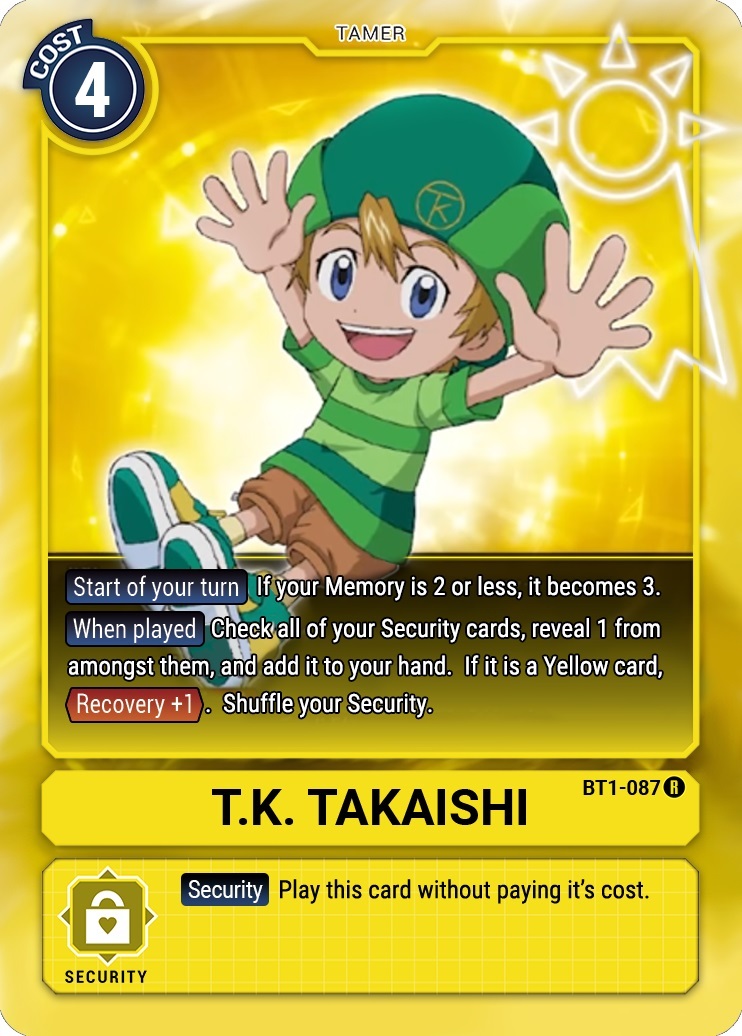 TAMER
COST
4
TK
Start of your turn If your Memory is 2 or less, it becomes 3.
When played Check all of your Security cards, reveal 1 from
amongst them, and add it to your hand. If it is a Yellow card,
Recovery +1. Shuffle your Security.
BT1-087 R
T.K. TAKAISHI
Security Play this card without paying it's cost.
SECURITY